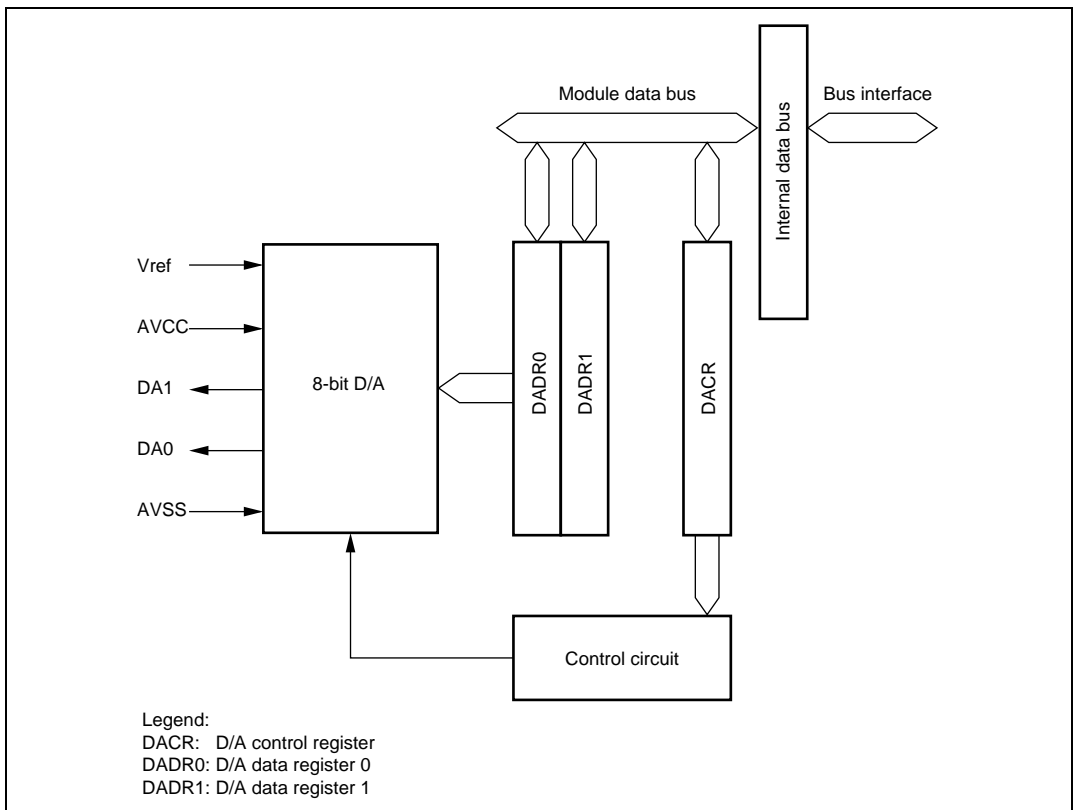 Module data bus
Bus interface
Internal data bus
Vref
AVCC
DA1
DA0
AVSS
8-bit D/A
DADR0
DADR1
DACR
Control circuit
Legend:
DACR: D/A control register
DADR0: D/A data register 0
DADR1: D/A data register 1